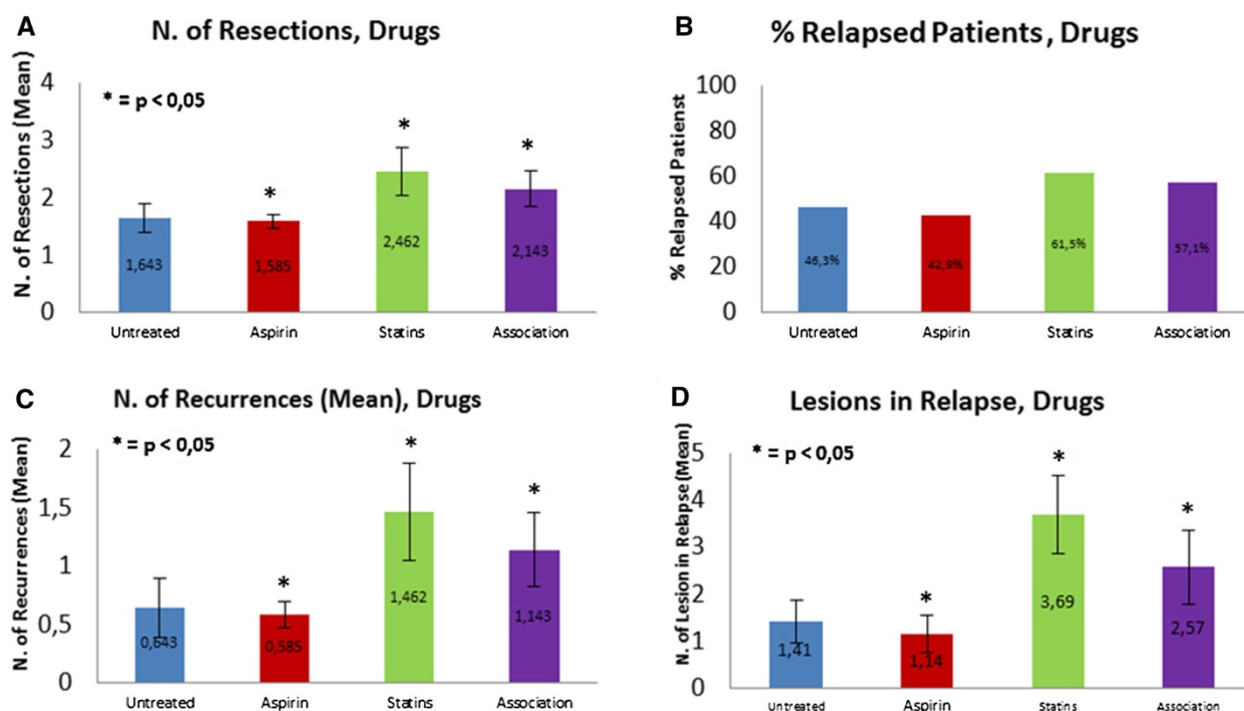 A
N. of Resections, Drugs
N. of Resections (Mean)
4
3
2
1
0
* = p < 0,05
*
*
*
1,643
1,585
2,462
2,143
Untreated
Aspirin
Statins
Association
B
% Relapsed Patients, Drugs
% Relapsed Patienst
100
80
60
40
20
0
46,3%
42,9%
61,5%
57,1%
Untreated
Aspirin
Statins
Association
C
N. of Recurrences (Mean), Drugs
N. of Recurrences (Mean)
2
1,5
1
0,5
0
* = p < 0,05
*
*
*
0,643
0,585
1,462
1,143
Untreated
Aspirin
Statins
Association
D
Lesions in Relapse, Drugs
N. of Lesion in Relapse (Mean)
5
4
3
2
1
0
* = p < 0,05
*
*
*
1,41
1,14
3,69
2,57
Untreated
Aspirin
Statins
Association